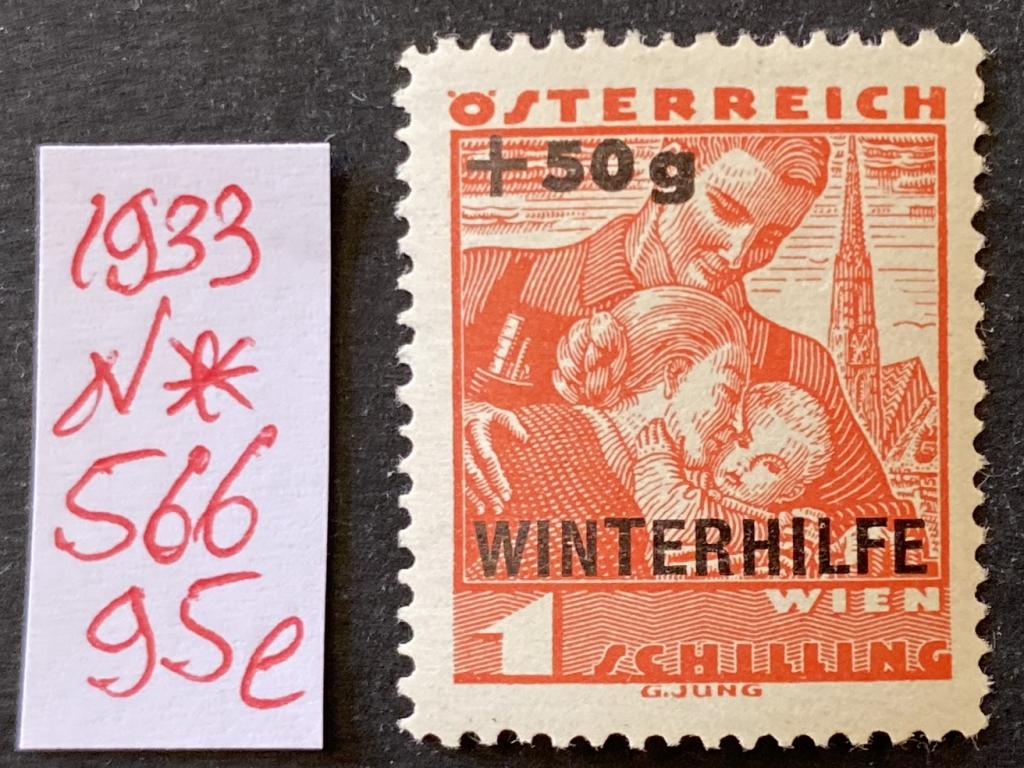 1933
N*
566
95e
ÖSTERREICH
+50g
WINTERHILFE
WIEN
1 SCHILLING
G.JUNG